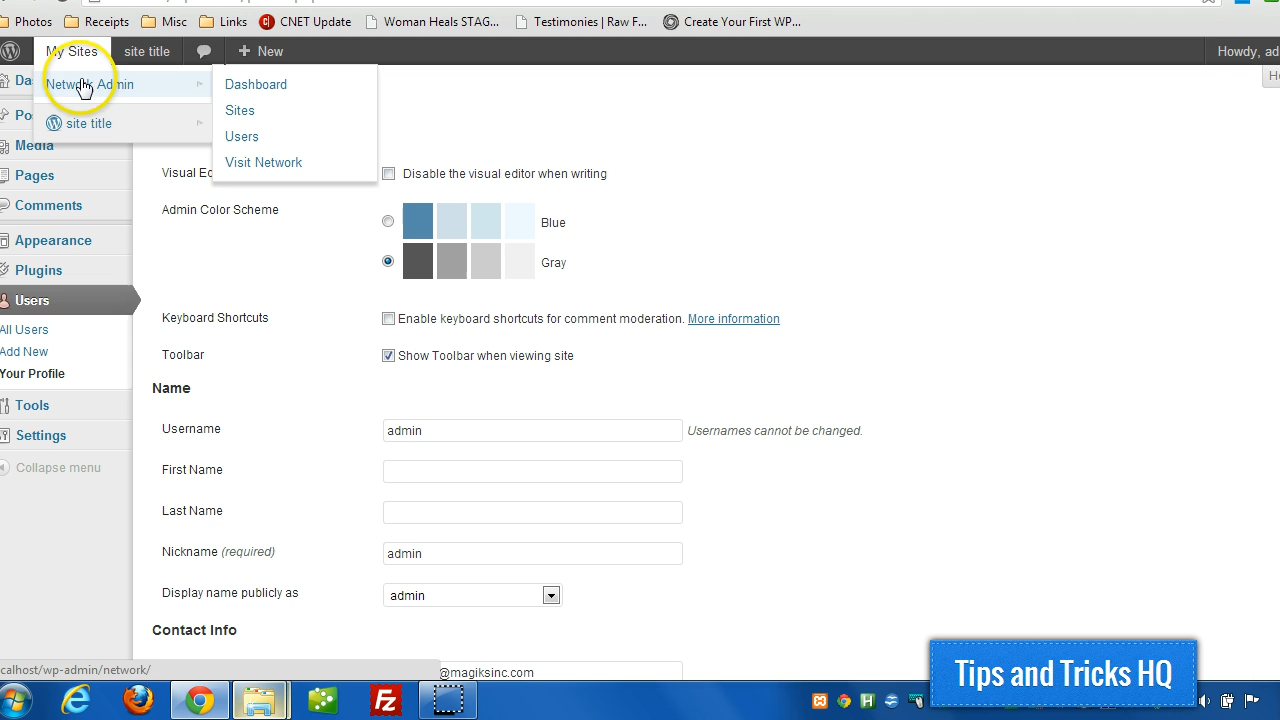 Photos Receipts Misc Links CNET Update Woman Heals STAG... Testimonies | Raw F... Create Your First WP...
My Sites site title + New Howdy, ad
Network Admin
site title
Dashboard
Sites
Users
Visit Network
Da
Po
Media
Pages
Comments
Appearance
Plugins
Users
All Users
Add New
Your Profile
Tools
Settings
Collapse menu
He
Visual Ed Disable the visual editor when writing
Admin Color Scheme
Blue
Gray
Keyboard Shortcuts Enable keyboard shortcuts for comment moderation. More information
Toolbar Show Toolbar when viewing site
Name
Username admin Usernames cannot be changed.
First Name
Last Name
Nickname (required) admin
Display name publicly as admin
Contact Info
@magiksinc.com
calhost/wp-admin/network/
Tips and Tricks HQ